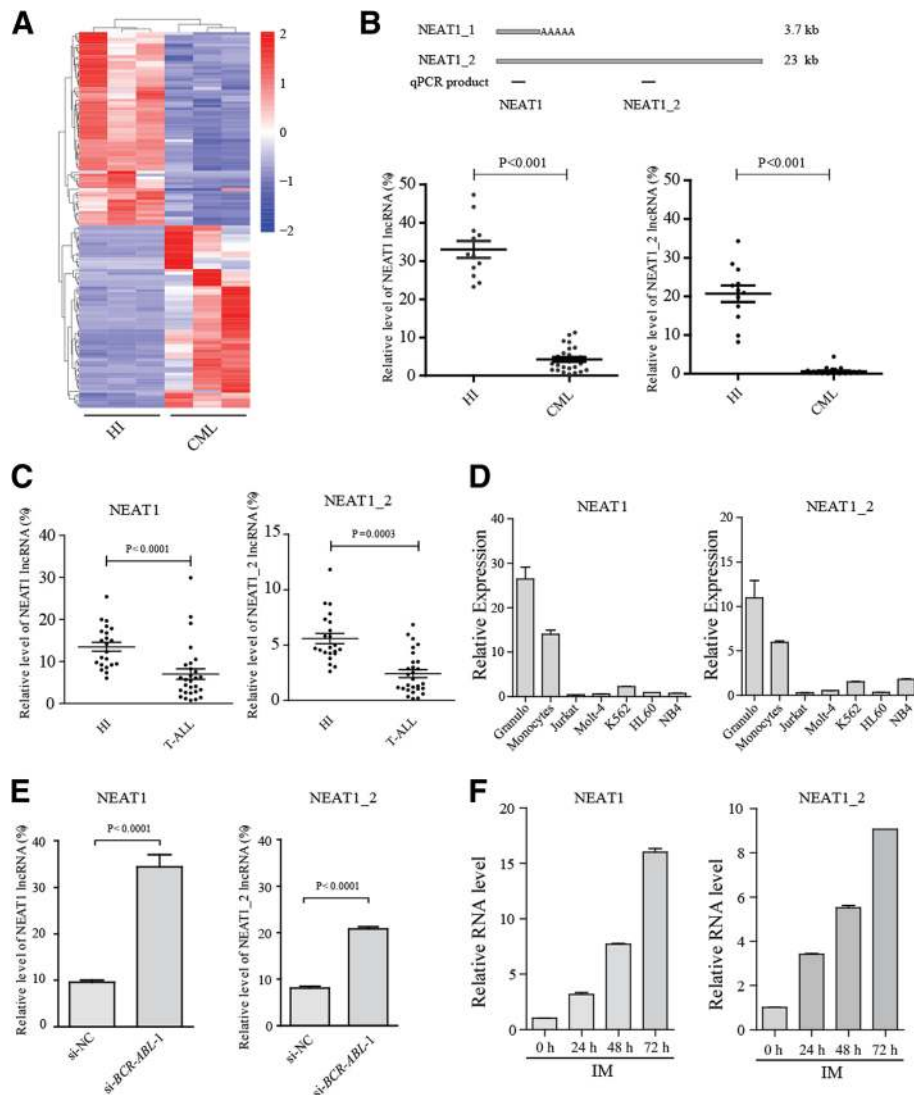 A
2
1
0
−1
−2
HI
CML
B
NEAT1_1
AAAAA
3.7 kb
NEAT1_2
23 kb
qPCR product
NEAT1
NEAT1_2
P<0.001
Relative level of NEAT1 lncRNA (%)
50
40
30
20
10
0
HI
CML
P<0.001
Relative level of NEAT1_2 lncRNA (%)
50
40
30
20
10
0
HI
CML
C
NEAT1
P<0.0001
Relative level of NEAT1 lncRNA (%)
40
30
20
10
0
HI
T-ALL
NEAT1_2
P=0.0003
Relative level of NEAT1_2 lncRNA (%)
15
10
5
0
HI
T-ALL
D
NEAT1
Relative Expression
40
30
20
10
0
Granulo
Monocytes
Jurkat
Molt-4
K562
HL60
NB4
NEAT1_2
Relative Expression
20
15
10
5
0
Granulo
Monocytes
Jurkat
Molt-4
K562
HL60
NB4
E
NEAT1
P<0.0001
Relative level of NEAT1 lncRNA (%)
40
30
20
10
0
si-NC
si-BCR-ABL-1
NEAT1_2
P<0.0001
Relative level of NEAT1_2 lncRNA (%)
40
30
20
10
0
si-NC
si-BCR-ABL-1
F
NEAT1
Relative RNA level
20
15
10
5
0
0 h
24 h
48 h
72 h
IM
NEAT1_2
Relative RNA level
10
8
6
4
2
0
0 h
24 h
48 h
72 h
IM